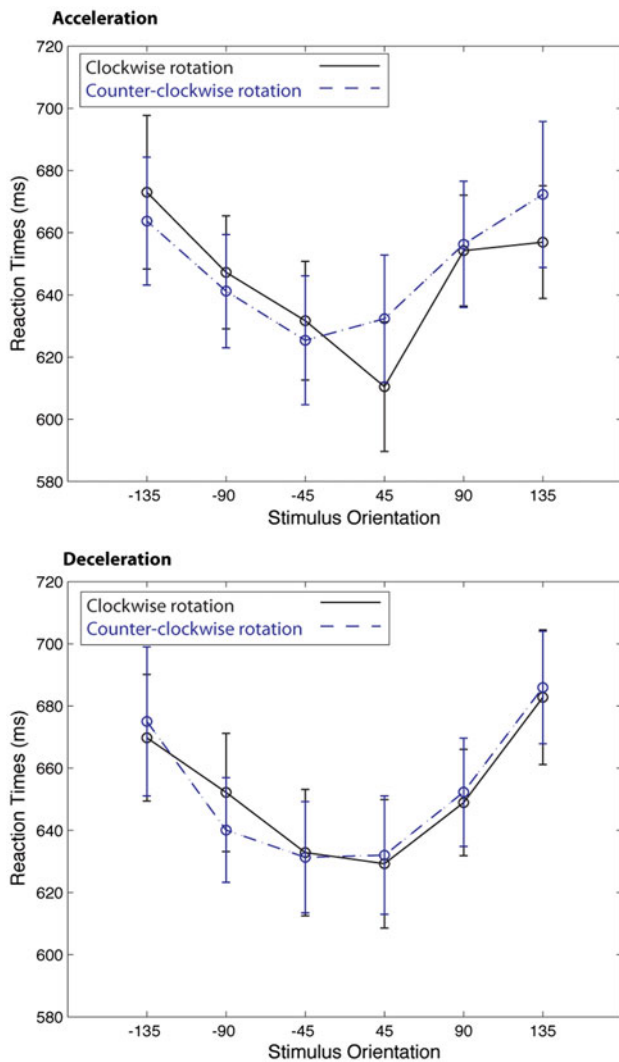 Acceleration
720
Clockwise rotation
Counter-clockwise rotation
700
680
660
640
620
600
580
Reaction Times (ms)
-135 -90 -45 45 90 135
Stimulus Orientation
Deceleration
720
Clockwise rotation
Counter-clockwise rotation
700
680
660
640
620
600
580
Reaction Times (ms)
-135 -90 -45 45 90 135
Stimulus Orientation